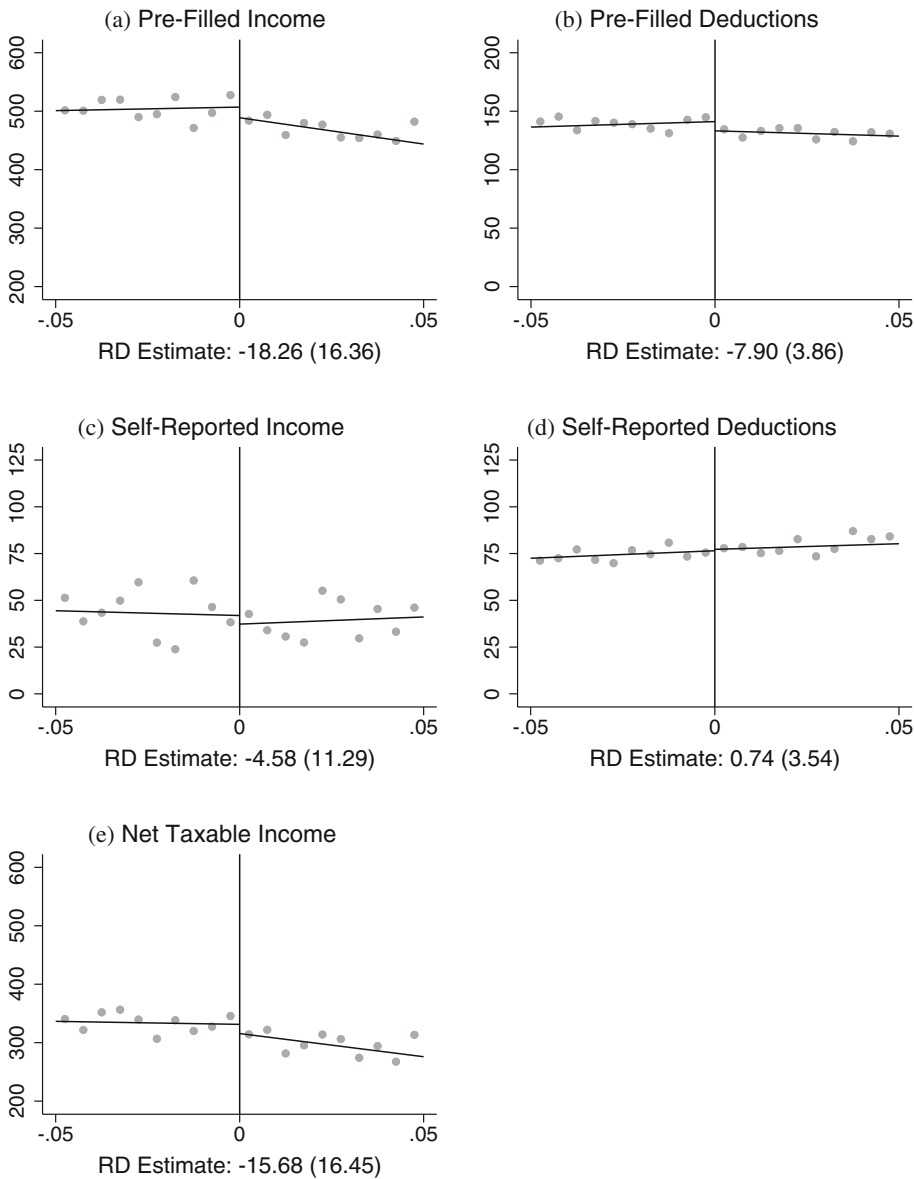 (a) Pre-Filled Income
600
500
400
300
200
-.05 0 .05
RD Estimate: -18.26 (16.36)
(b) Pre-Filled Deductions
200
150
100
50
0
-.05 0 .05
RD Estimate: -7.90 (3.86)
(c) Self-Reported Income
125
100
75
50
25
0
-.05 0 .05
RD Estimate: -4.58 (11.29)
(d) Self-Reported Deductions
125
100
75
50
25
0
-.05 0 .05
RD Estimate: 0.74 (3.54)
(e) Net Taxable Income
600
500
400
300
200
-.05 0 .05
RD Estimate: -15.68 (16.45)